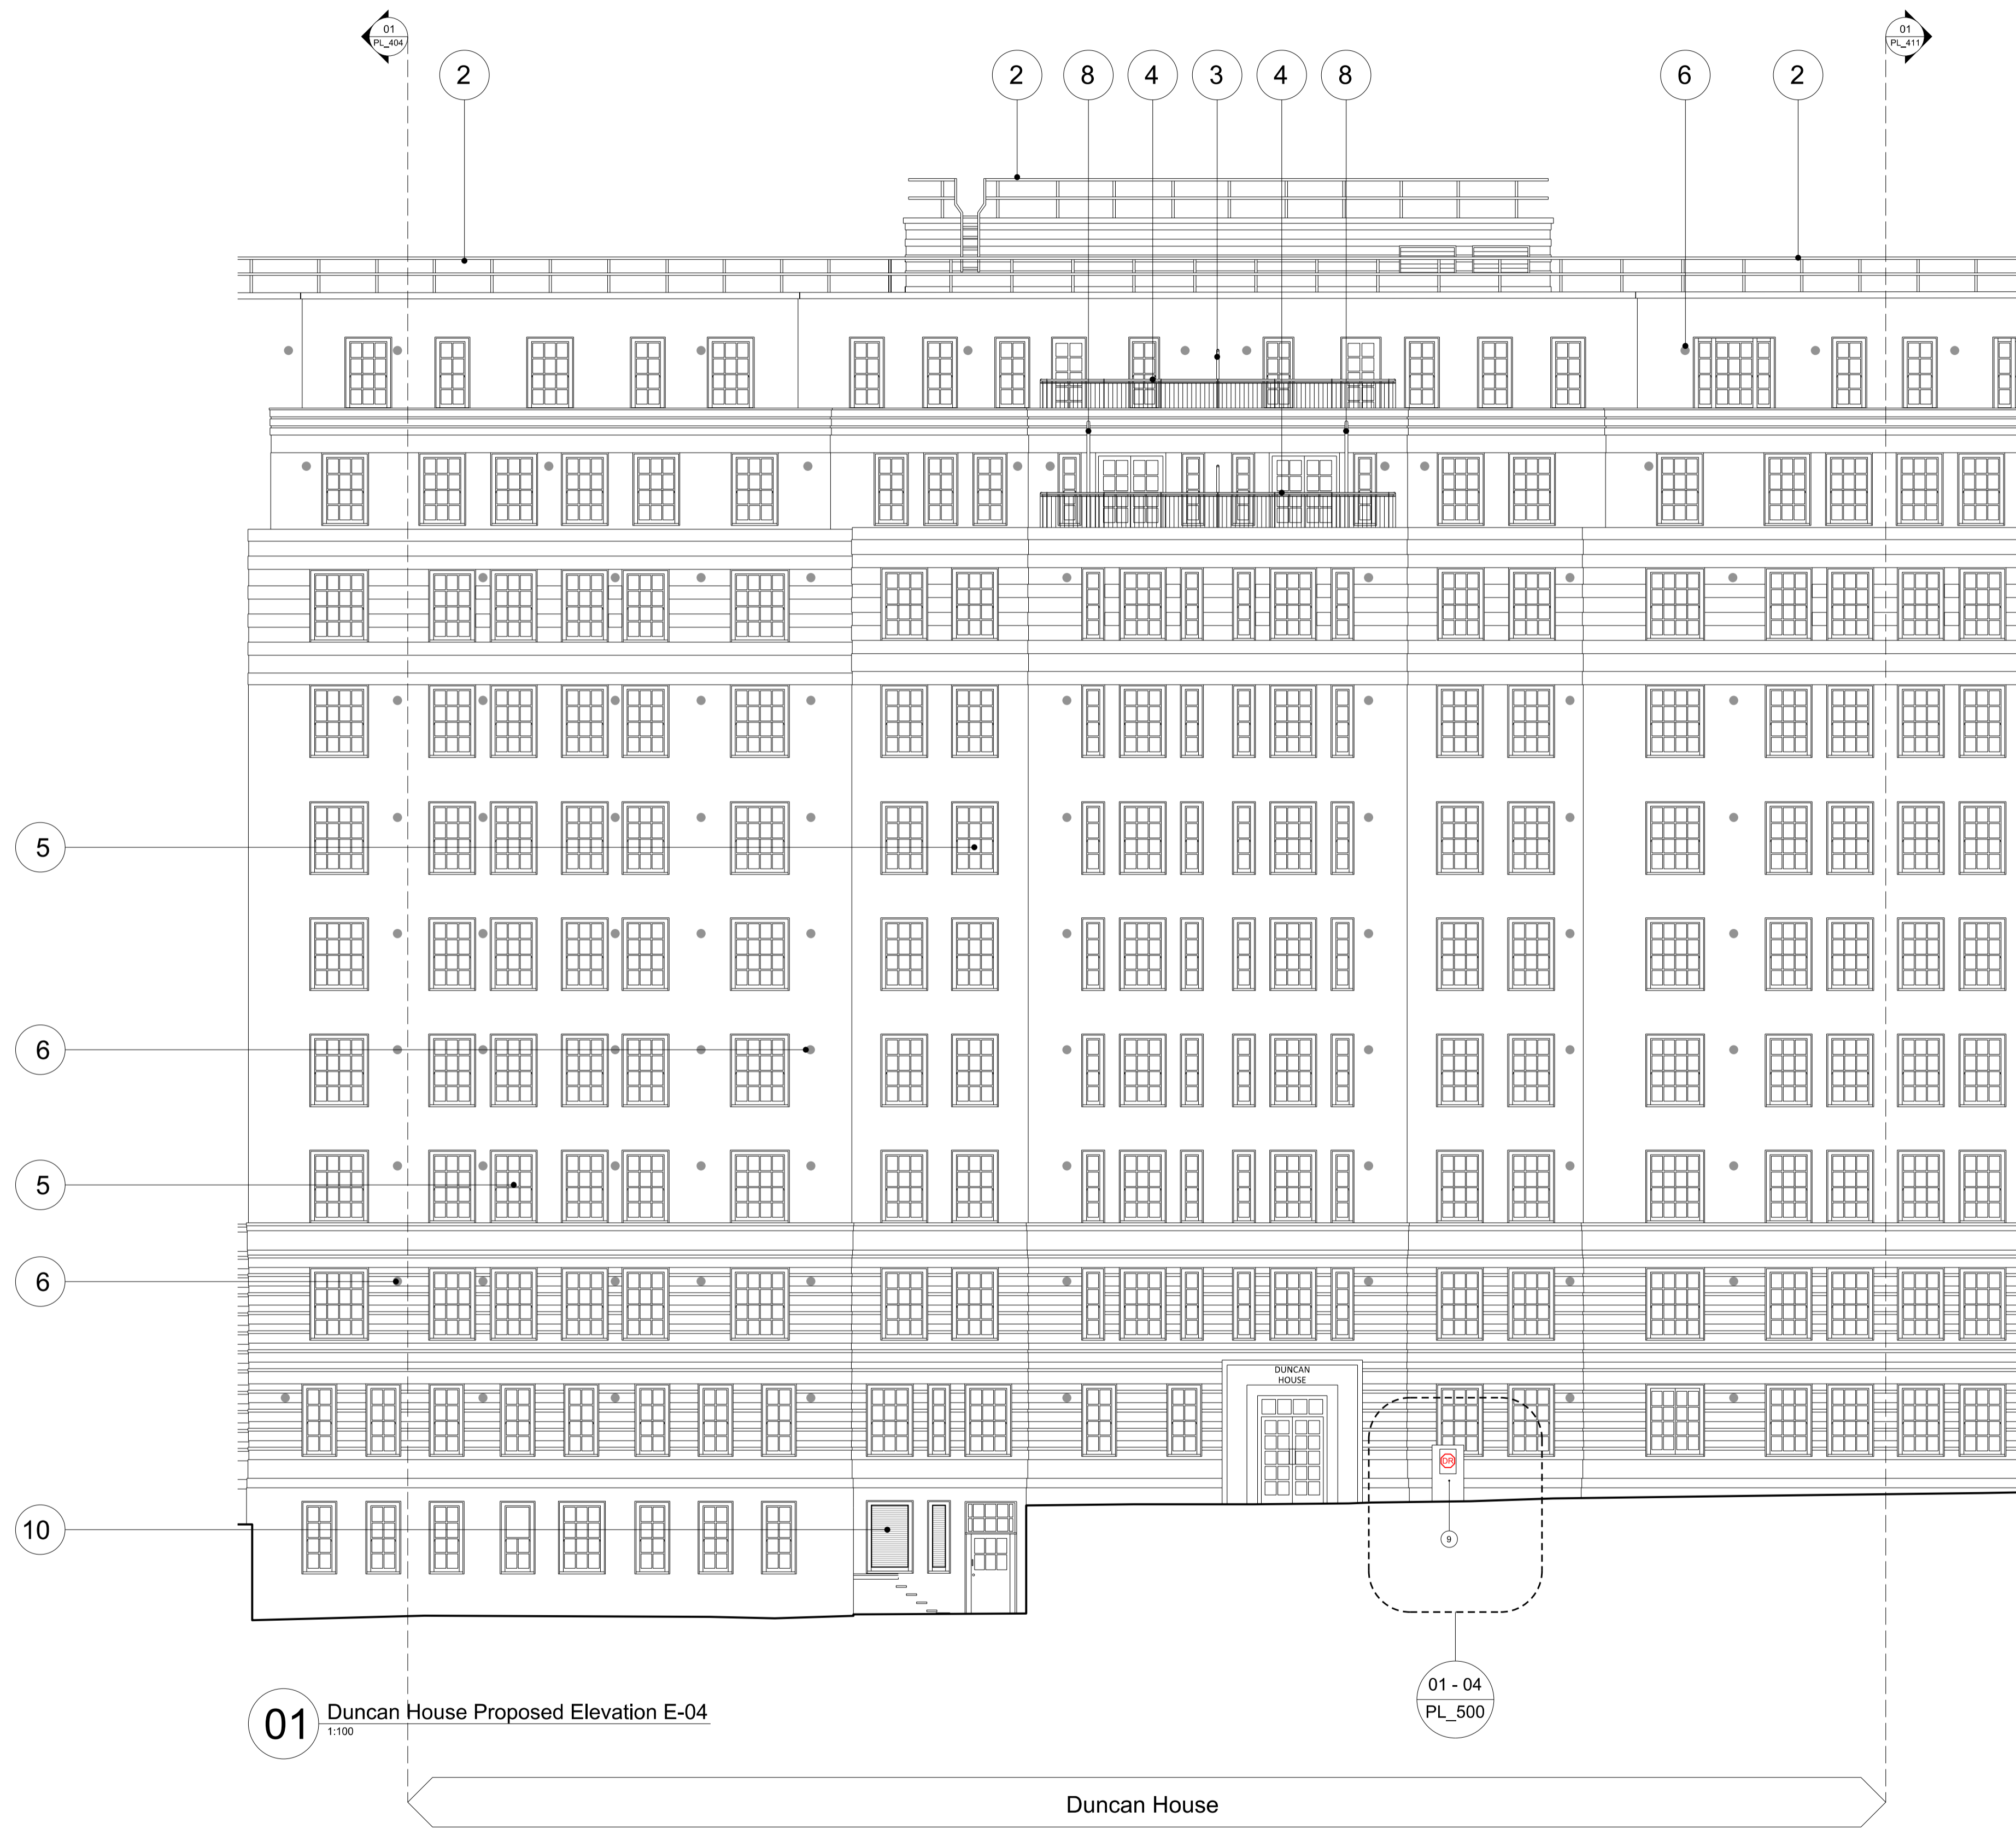 01
PL_404
01
PL_411
2
2
8
4
3
4
8
6
2
5
6
5
6
DUNCAN
HOUSE
DR
10
9
01 - 04
PL_500
01
Duncan House Proposed Elevation E-04
1:100
Duncan House